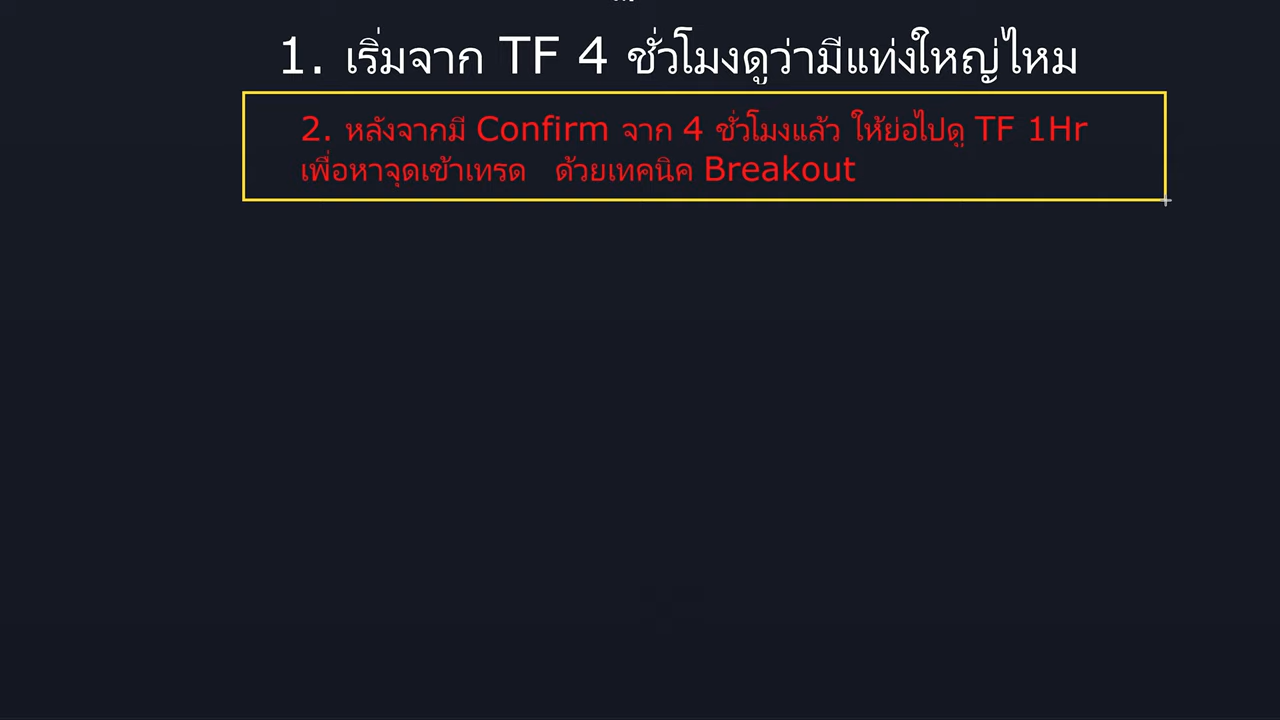 1. เริ่มจาก TF 4 ชั่วโมงดูว่ามีแท่งใหญ่ไหม
2. หลังจากมี Confirm จาก 4 ชั่วโมงแล้ว ให้ย่อไปดู TF 1Hr
เพื่อหาจุดเข้าเทรด ด้วยเทคนิค Breakout